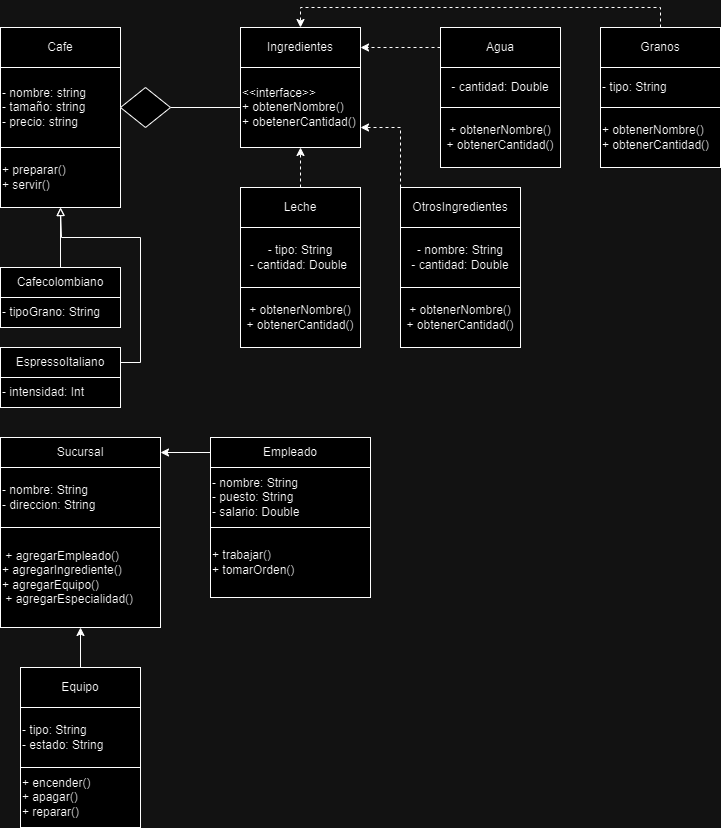 Cafe
- nombre: string
- tamaño: string
- precio: string
+ preparar()
+ servir()
Ingredientes
<<interface>>
+ obtenerNombre()
+ obetenerCantidad()
Agua
- cantidad: Double
+ obtenerNombre()
+ obtenerCantidad()
Granos
- tipo: String
+ obtenerNombre()
+ obtenerCantidad()
Leche
- tipo: String
- cantidad: Double
+ obtenerNombre()
+ obtenerCantidad()
OtrosIngredientes
- nombre: String
- cantidad: Double
+ obtenerNombre()
+ obtenerCantidad()
Cafecolombiano
- tipoGrano: String
EspressoItaliano
- intensidad: Int
Sucursal
- nombre: String
- direccion: String
+ agregarEmpleado()
+ agregarIngrediente()
+ agregarEquipo()
+ agregarEspecialidad()
Empleado
- nombre: String
- puesto: String
- salario: Double
+ trabajar()
+ tomarOrden()
Equipo
- tipo: String
- estado: String
+ encender()
+ apagar()
+ reparar()